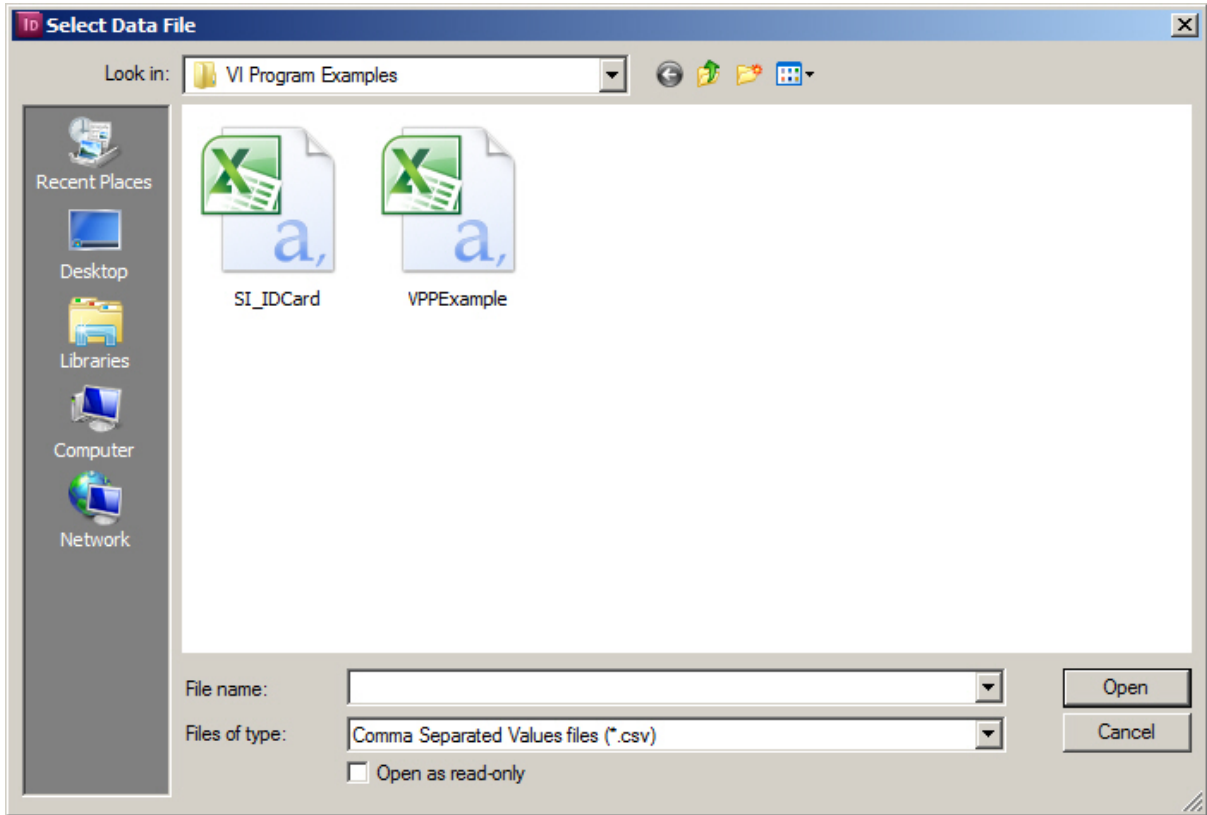 ID Select Data File
Look in: VI Program Examples
Recent Places
Desktop
Libraries
Computer
Network
a, a,
SI_IDCard VPPExample
File name: Open
Files of type: Comma Separated Values files (*.csv) Cancel
Open as read-only